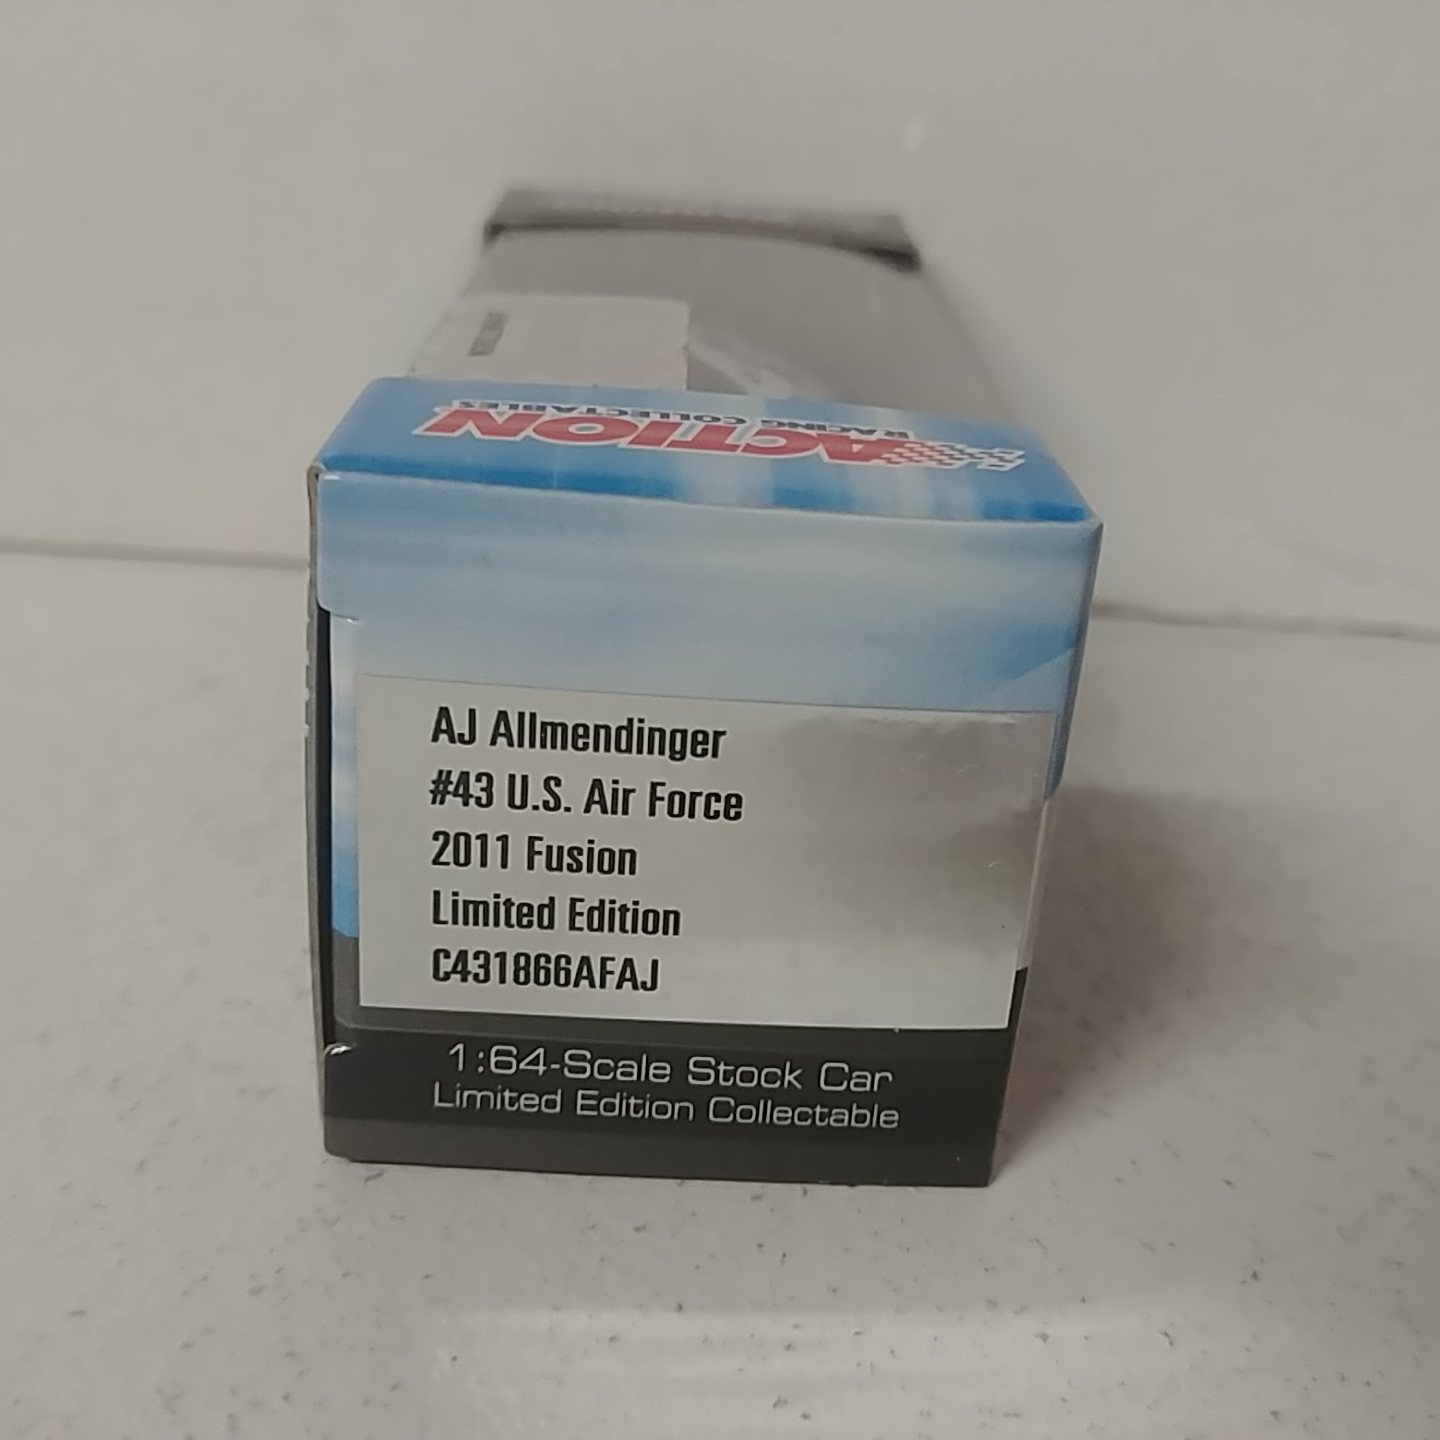 ACTION
RACING COLLECTABLES
AJ Allmendinger
#43 U.S. Air Force
2011 Fusion
Limited Edition
C431866AFAJ
1:64-Scale Stock Car
Limited Edition Collectable